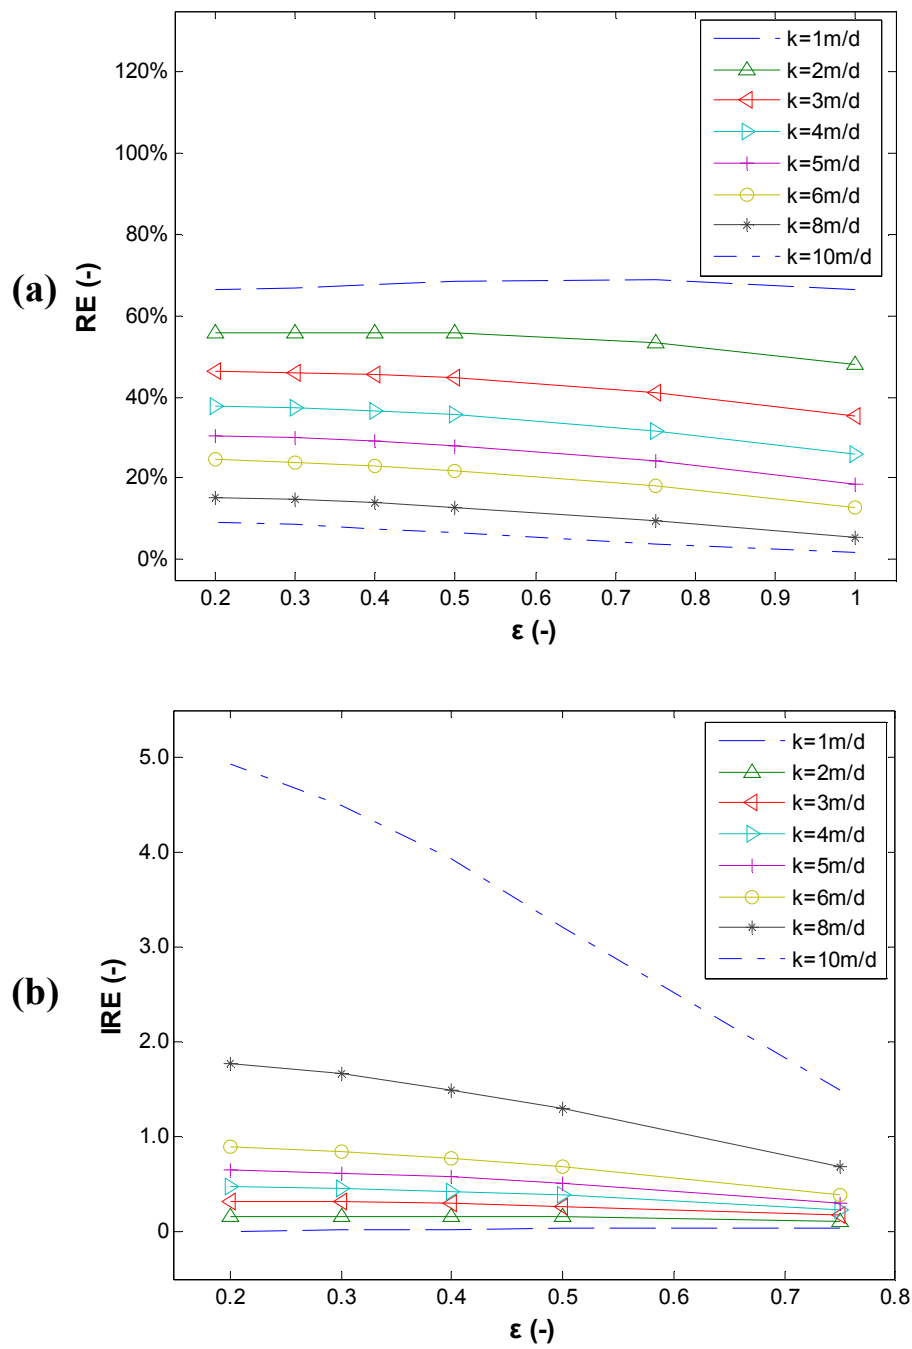 k=1m/d
k=2m/d
k=3m/d
k=4m/d
k=5m/d
k=6m/d
k=8m/d
k=10m/d
120%
100%
80%
60%
40%
20%
0%
(a)
RE (-)
0.2 0.3 0.4 0.5 0.6 0.7 0.8 0.9 1
ε (-)
k=1m/d
k=2m/d
k=3m/d
k=4m/d
k=5m/d
k=6m/d
k=8m/d
k=10m/d
5.0
4.0
3.0
2.0
1.0
0
(b)
IRE (-)
0.2 0.3 0.4 0.5 0.6 0.7 0.8
ε (-)